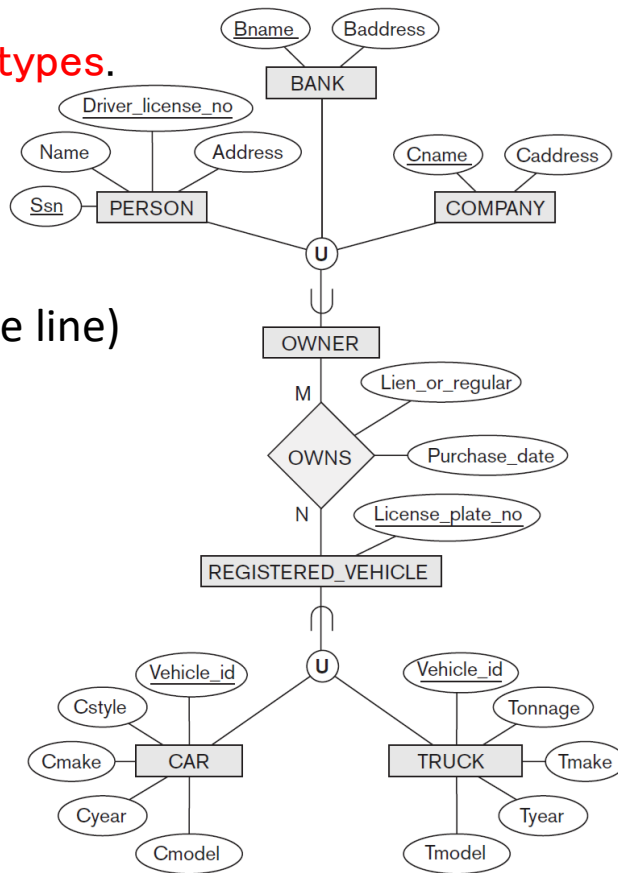 Bname Baddress
types.
BANK
Driver_license_no
Name Address Cname Caddress
Ssn PERSON COMPANY
U
e line)
OWNER
M Lien_or_regular
OWNS Purchase_date
N License_plate_no
REGISTERED_VEHICLE
U
Vehicle_id Vehicle_id
Cstyle Tonnage
Cmake CAR TRUCK Tmake
Cyear Tyear
Cmodel Tmodel